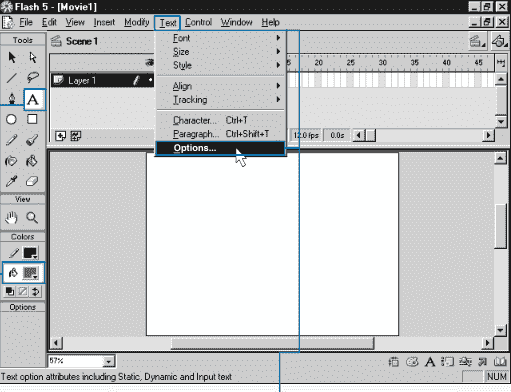 Flash 5 - [Movie1]
File Edit View Insert Modify Text Control Window Help
Tools
Scene 1
Layer 1
Font
Size
Style
Align
Tracking
Character... Ctrl+T
Paragraph... Ctrl+Shift+T
Options...
15 20 25 30 35 40 45
12.0 fps 0.0s
A
View
Colors
Options
57%
A
Text option attributes including Static, Dynamic and Input text
NUM